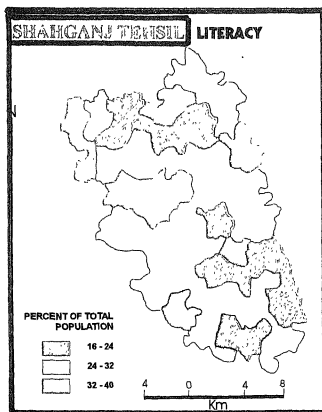 SHAHGANJ TEHSIL LITERACY
PERCENT OF TOTAL
POPULATION
16 - 24
24 - 32
32 - 40
4 0 4 8
Km